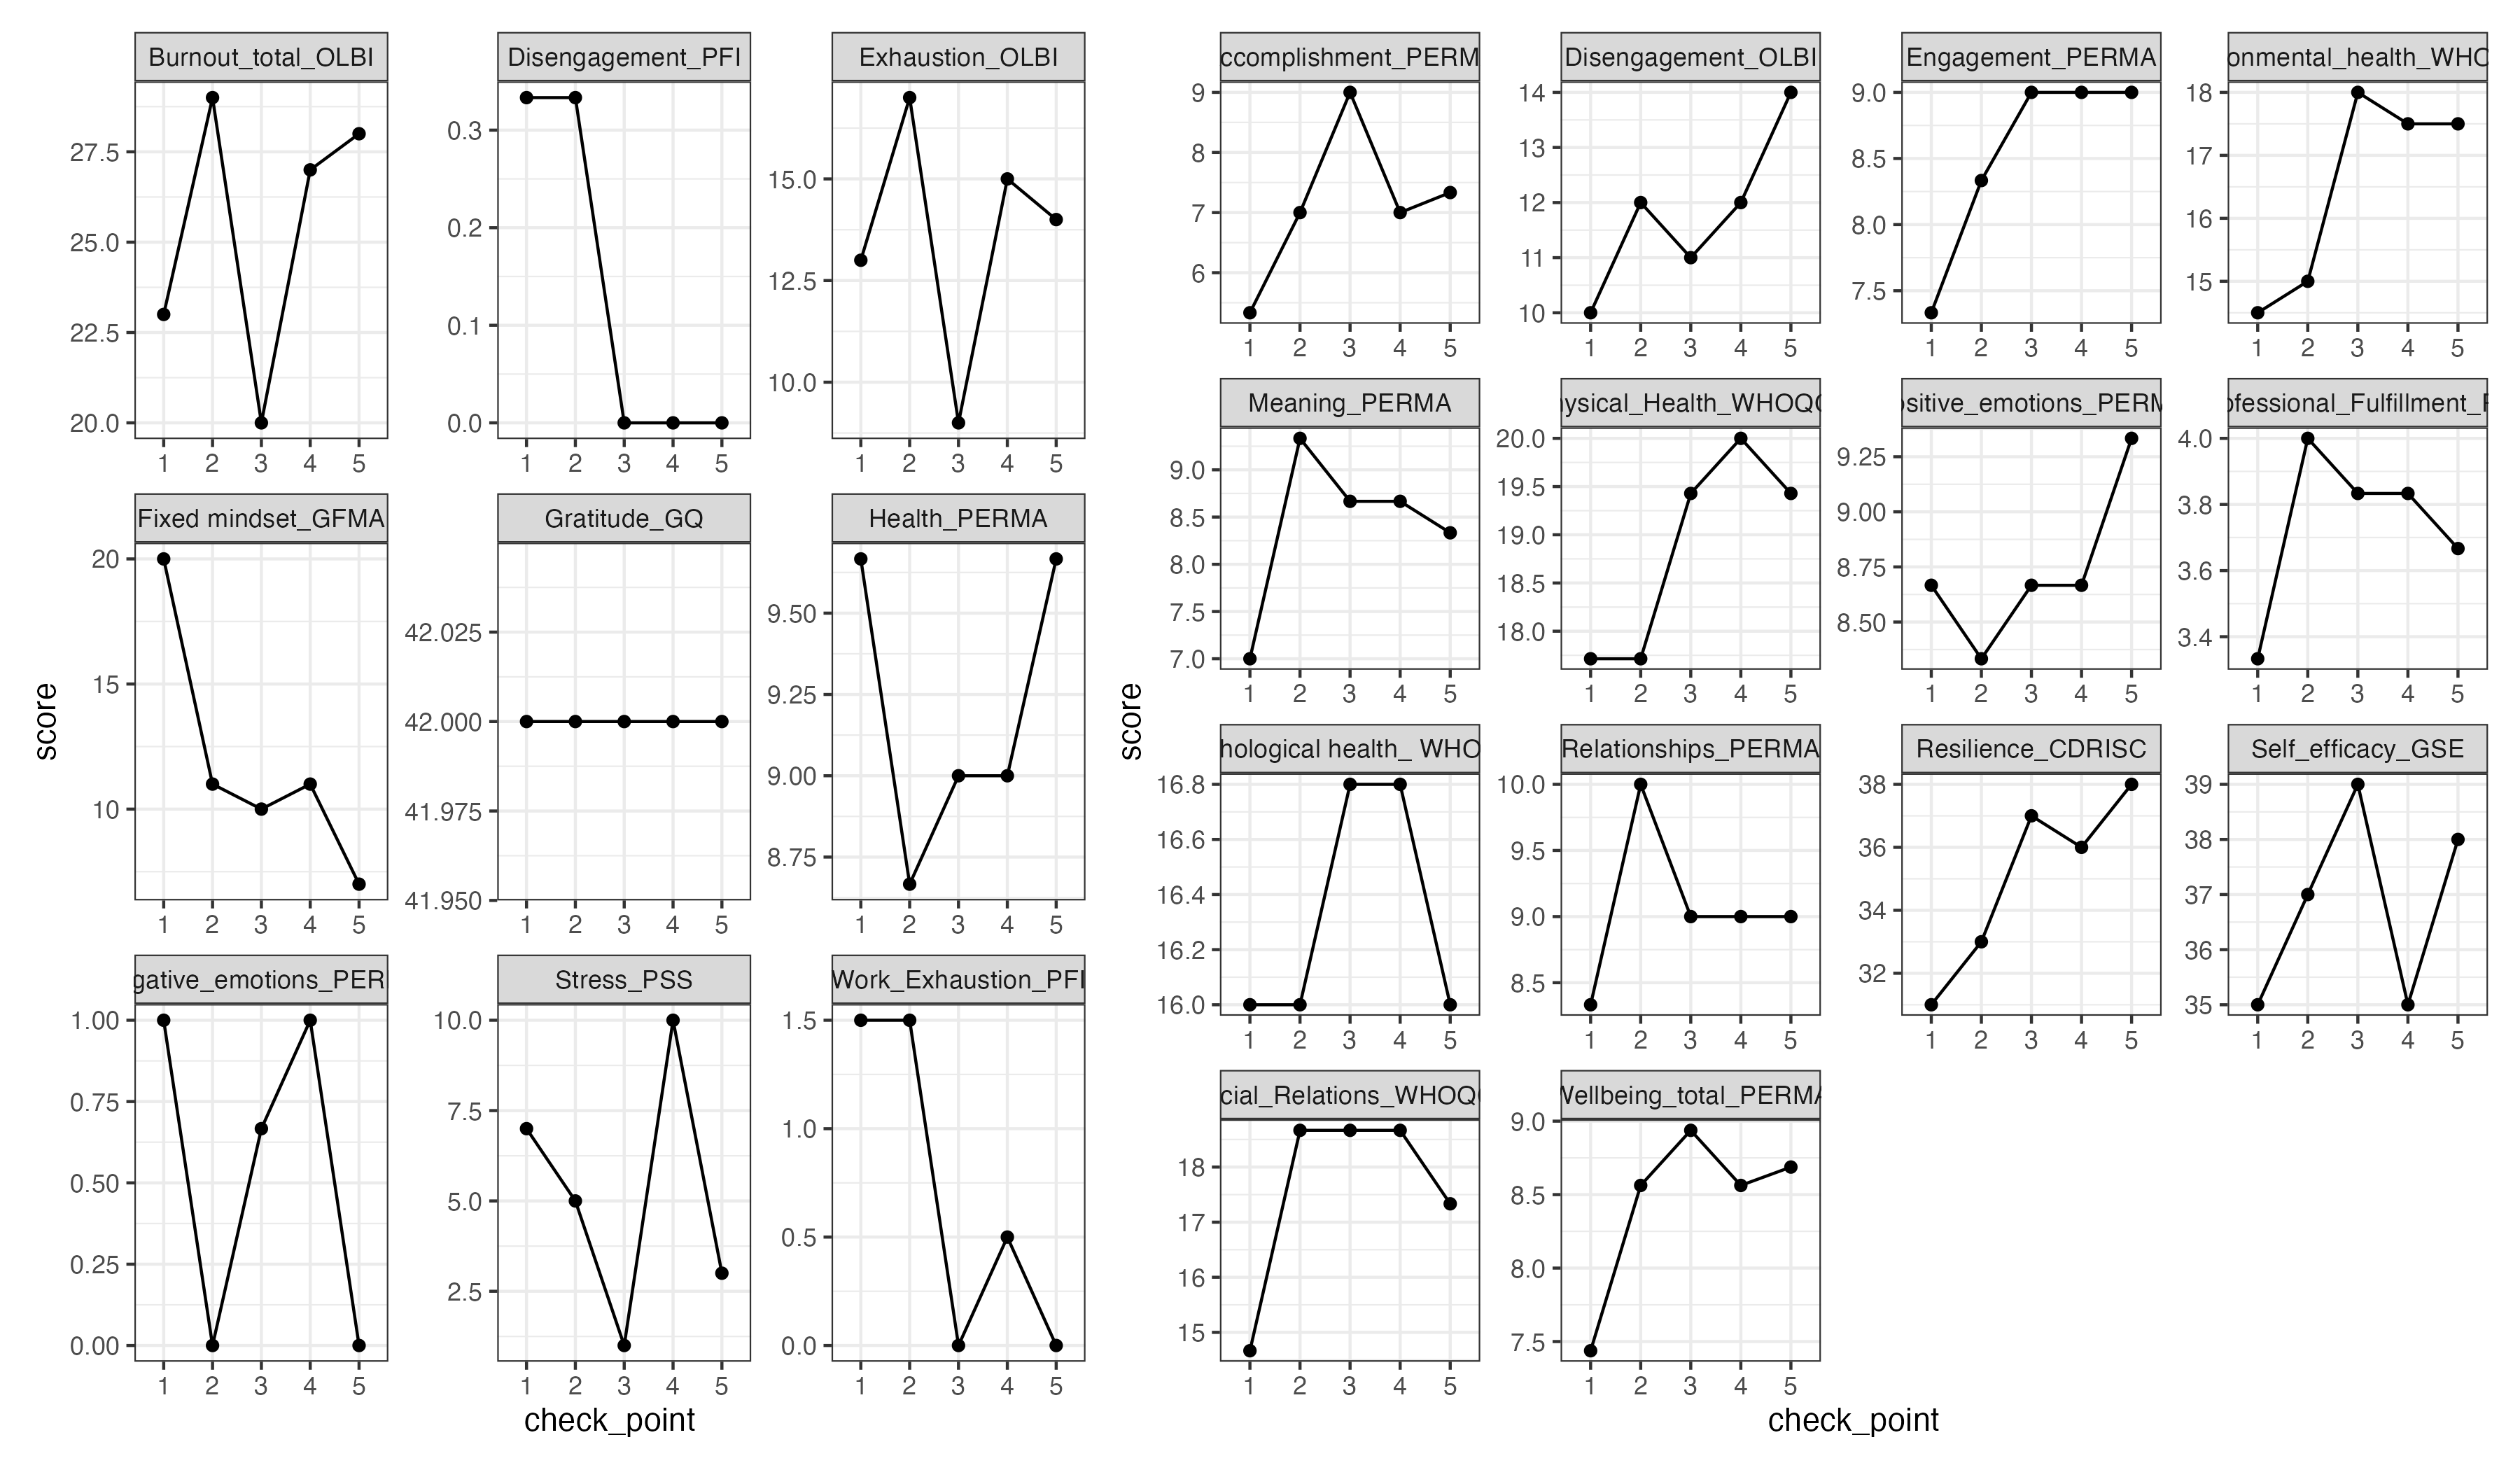 Burnout_total_OLBI
27.5
25.0
22.5
20.0
1 2 3 4 5
Disengagement_PFI
0.3
0.2
0.1
0.0
1 2 3 4 5
Exhaustion_OLBI
15.0
12.5
10.0
1 2 3 4 5
Fixed mindset_GFMA
20
15
10
1 2 3 4 5
Gratitude_GQ
42.025
42.000
41.975
41.950
1 2 3 4 5
Health_PERMA
9.50
9.25
9.00
8.75
1 2 3 4 5
gative_emotions_PER
1.00
0.75
0.50
0.25
0.00
1 2 3 4 5
Stress_PSS
10.0
7.5
5.0
2.5
1 2 3 4 5
Work_Exhaustion_PFI
1.5
1.0
0.5
0.0
1 2 3 4 5
score
check_point
ccomplishment_PERM
9
8
7
6
1 2 3 4 5
Disengagement_OLBI
14
13
12
11
10
1 2 3 4 5
Engagement_PERMA
9.0
8.5
8.0
7.5
1 2 3 4 5
onmental_health_WHO
18
17
16
15
1 2 3 4 5
Meaning_PERMA
9.0
8.5
8.0
7.5
7.0
1 2 3 4 5
hysical_Health_WHOQO
20.0
19.5
19.0
18.5
18.0
1 2 3 4 5
ositive_emotions_PERM
9.25
9.00
8.75
8.50
1 2 3 4 5
ofessional_Fulfillment_P
4.0
3.8
3.6
3.4
1 2 3 4 5
hological health_ WHO
16.8
16.6
16.4
16.2
16.0
1 2 3 4 5
Relationships_PERMA
10.0
9.5
9.0
8.5
1 2 3 4 5
Resilience_CDRISC
38
36
34
32
1 2 3 4 5
Self_efficacy_GSE
39
38
37
36
35
1 2 3 4 5
cial_Relations_WHOQO
18
17
16
15
1 2 3 4 5
Wellbeing_total_PERMA
9.0
8.5
8.0
7.5
1 2 3 4 5
score
check_point